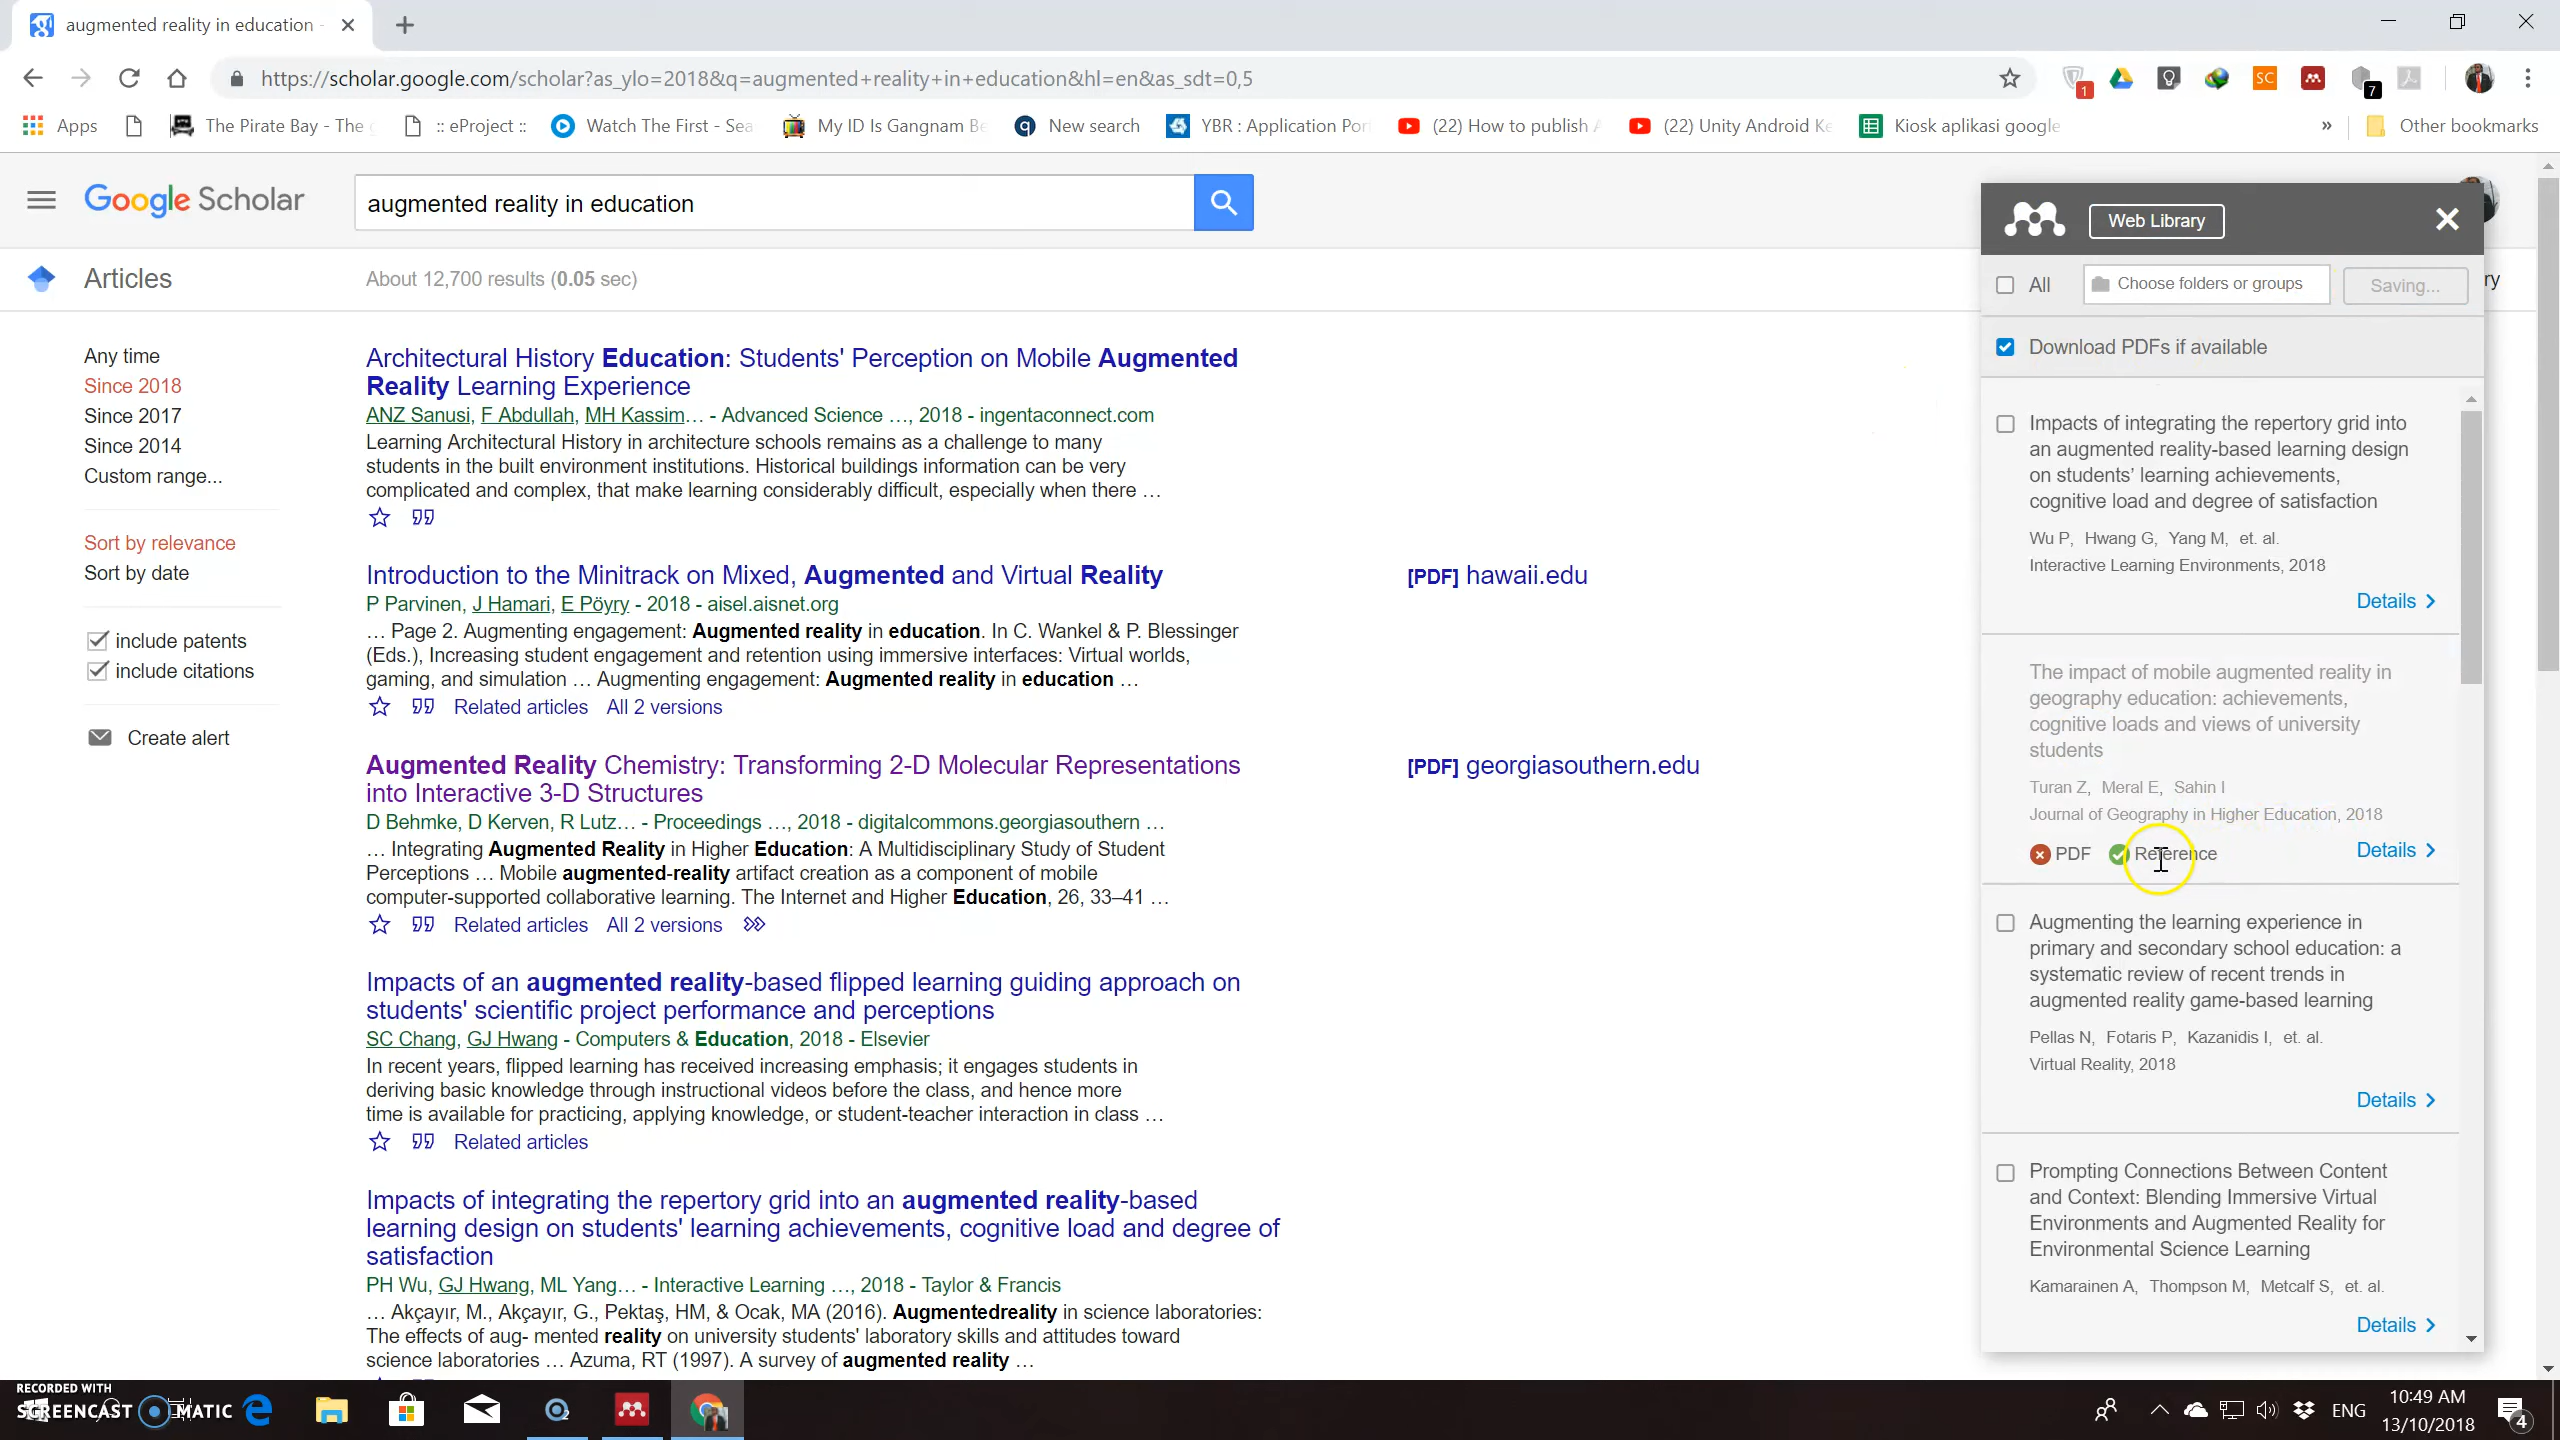 augmented reality in education -
https://scholar.google.com/scholar?as_ylo=2018&q=augmented+reality+in+education&hl=en&as_sdt=0,5
SC
1
7
Apps
The Pirate Bay - The
:: eProject ::
Watch The First - Sea
My ID Is Gangnam Be
New search
YBR : Application Por
(22) How to publish
(22) Unity Android Ke
Kiosk aplikasi google
»
Other bookmarks
Google Scholar
augmented reality in education
Articles
About 12,700 results (0.05 sec)
Any time
Since 2018
Since 2017
Since 2014
Custom range...
Sort by relevance
Sort by date
include patents
include citations
Create alert
Architectural History Education: Students' Perception on Mobile Augmented
Reality Learning Experience
ANZ Sanusi, F Abdullah, MH Kassim… - Advanced Science …, 2018 - ingentaconnect.com
Learning Architectural History in architecture schools remains as a challenge to many
students in the built environment institutions. Historical buildings information can be very
complicated and complex, that make learning considerably difficult, especially when there …
Introduction to the Minitrack on Mixed, Augmented and Virtual Reality
[PDF] hawaii.edu
P Parvinen, J Hamari, E Pöyry - 2018 - aisel.aisnet.org
… Page 2. Augmenting engagement: Augmented reality in education. In C. Wankel & P. Blessinger
(Eds.), Increasing student engagement and retention using immersive interfaces: Virtual worlds,
gaming, and simulation … Augmenting engagement: Augmented reality in education …
Related articles All 2 versions
Augmented Reality Chemistry: Transforming 2-D Molecular Representations
into Interactive 3-D Structures
[PDF] georgiasouthern.edu
D Behmke, D Kerven, R Lutz… - Proceedings …, 2018 - digitalcommons.georgiasouthern …
… Integrating Augmented Reality in Higher Education: A Multidisciplinary Study of Student
Perceptions … Mobile augmented-reality artifact creation as a component of mobile
computer-supported collaborative learning. The Internet and Higher Education, 26, 33–41 …
Related articles All 2 versions
Impacts of an augmented reality-based flipped learning guiding approach on
students' scientific project performance and perceptions
SC Chang, GJ Hwang - Computers & Education, 2018 - Elsevier
In recent years, flipped learning has received increasing emphasis; it engages students in
deriving basic knowledge through instructional videos before the class, and hence more
time is available for practicing, applying knowledge, or student-teacher interaction in class …
Related articles
Impacts of integrating the repertory grid into an augmented reality-based
learning design on students' learning achievements, cognitive load and degree of
satisfaction
PH Wu, GJ Hwang, ML Yang… - Interactive Learning …, 2018 - Taylor & Francis
… Akçayır, M., Akçayır, G., Pektaş, HM, & Ocak, MA (2016). Augmentedreality in science laboratories:
The effects of aug- mented reality on university students' laboratory skills and attitudes toward
science laboratories … Azuma, RT (1997). A survey of augmented reality …
Web Library
All
Choose folders or groups
Saving...
ry
Download PDFs if available
Impacts of integrating the repertory grid into
an augmented reality-based learning design
on students’ learning achievements,
cognitive load and degree of satisfaction
Wu P, Hwang G, Yang M, et. al.
Interactive Learning Environments, 2018
Details
The impact of mobile augmented reality in
geography education: achievements,
cognitive loads and views of university
students
Turan Z, Meral E, Sahin I
Journal of Geography in Higher Education, 2018
PDF Reference
Details
Augmenting the learning experience in
primary and secondary school education: a
systematic review of recent trends in
augmented reality game-based learning
Pellas N, Fotaris P, Kazanidis I, et. al.
Virtual Reality, 2018
Details
Prompting Connections Between Content
and Context: Blending Immersive Virtual
Environments and Augmented Reality for
Environmental Science Learning
Kamarainen A, Thompson M, Metcalf S, et. al.
Details
RECORDED WITH
SCREENCAST MATIC
ENG
10:49 AM
13/10/2018
4